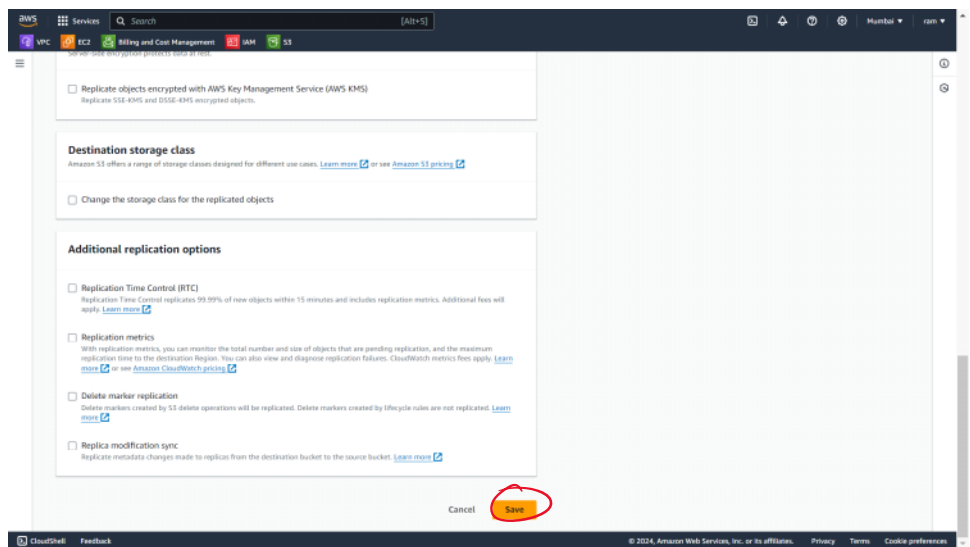 aws
Services
Search
[Alt+S]
Mumbai ▼
ram ▼
VPC
EC2
Billing and Cost Management
IAM
S3
Server-side encryption protects data at rest.
Replicate objects encrypted with AWS Key Management Service (AWS KMS)
Replicate SSE-KMS and DSSE-KMS encrypted objects.
Destination storage class
Amazon S3 offers a range of storage classes designed for different use cases. Learn more or see Amazon S3 pricing
Change the storage class for the replicated objects
Additional replication options
Replication Time Control (RTC)
Replication Time Control replicates 99.99% of new objects within 15 minutes and includes replication metrics. Additional fees will
apply. Learn more
Replication metrics
With replication metrics, you can monitor the total number and size of objects that are pending replication, and the maximum
replication time to the destination Region. You can also view and diagnose replication failures. CloudWatch metrics fees apply. Learn
more or see Amazon CloudWatch pricing
Delete marker replication
Delete markers created by S3 delete operations will be replicated. Delete markers created by lifecycle rules are not replicated. Learn
more
Replica modification sync
Replicate metadata changes made to replicas from the destination bucket to the source bucket. Learn more
Cancel
Save
CloudShell
Feedback
© 2024, Amazon Web Services, Inc. or its affiliates.
Privacy
Terms
Cookie preferences